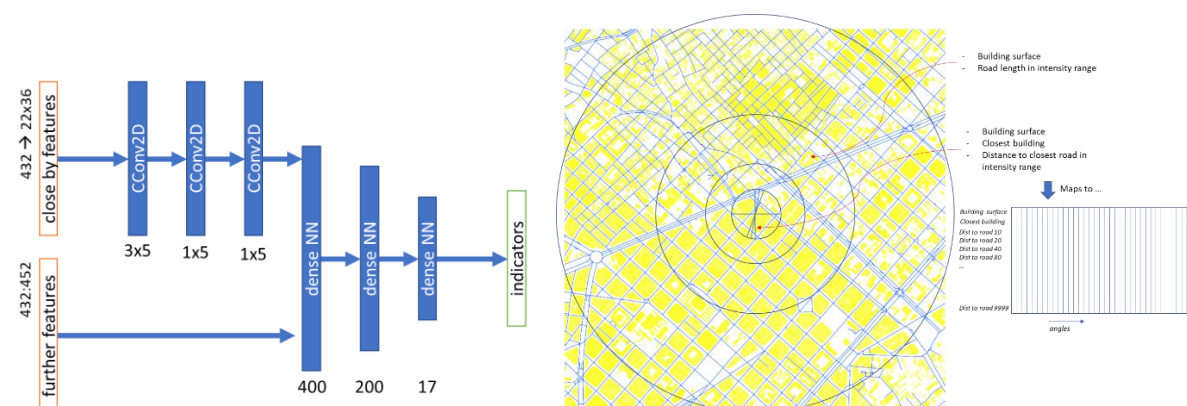 432 → 22x36
close by features
CConv2D
CConv2D
CConv2D
3x5
1x5
1x5
432:452
further features
dense NN
dense NN
dense NN
400
200
17
indicators
- Building surface
- Road length in intensity range
- Building surface
- Closest building
- Distance to closest road in
intensity range
Maps to ...
Building surface
Closest building
Dist to road 10
Dist to road 20
Dist to road 40
Dist to road 80
...
Dist to road 9999
angles